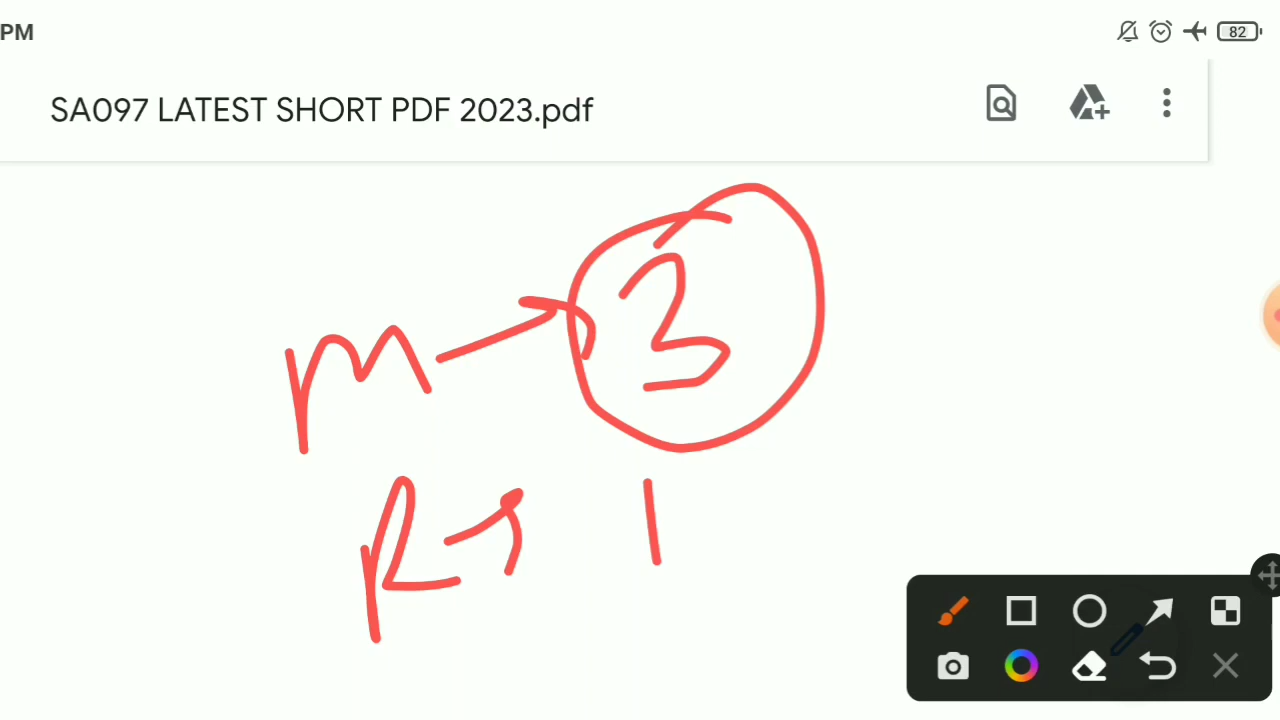 PM
82
SA097 LATEST SHORT PDF 2023.pdf
m → 3
R → 1